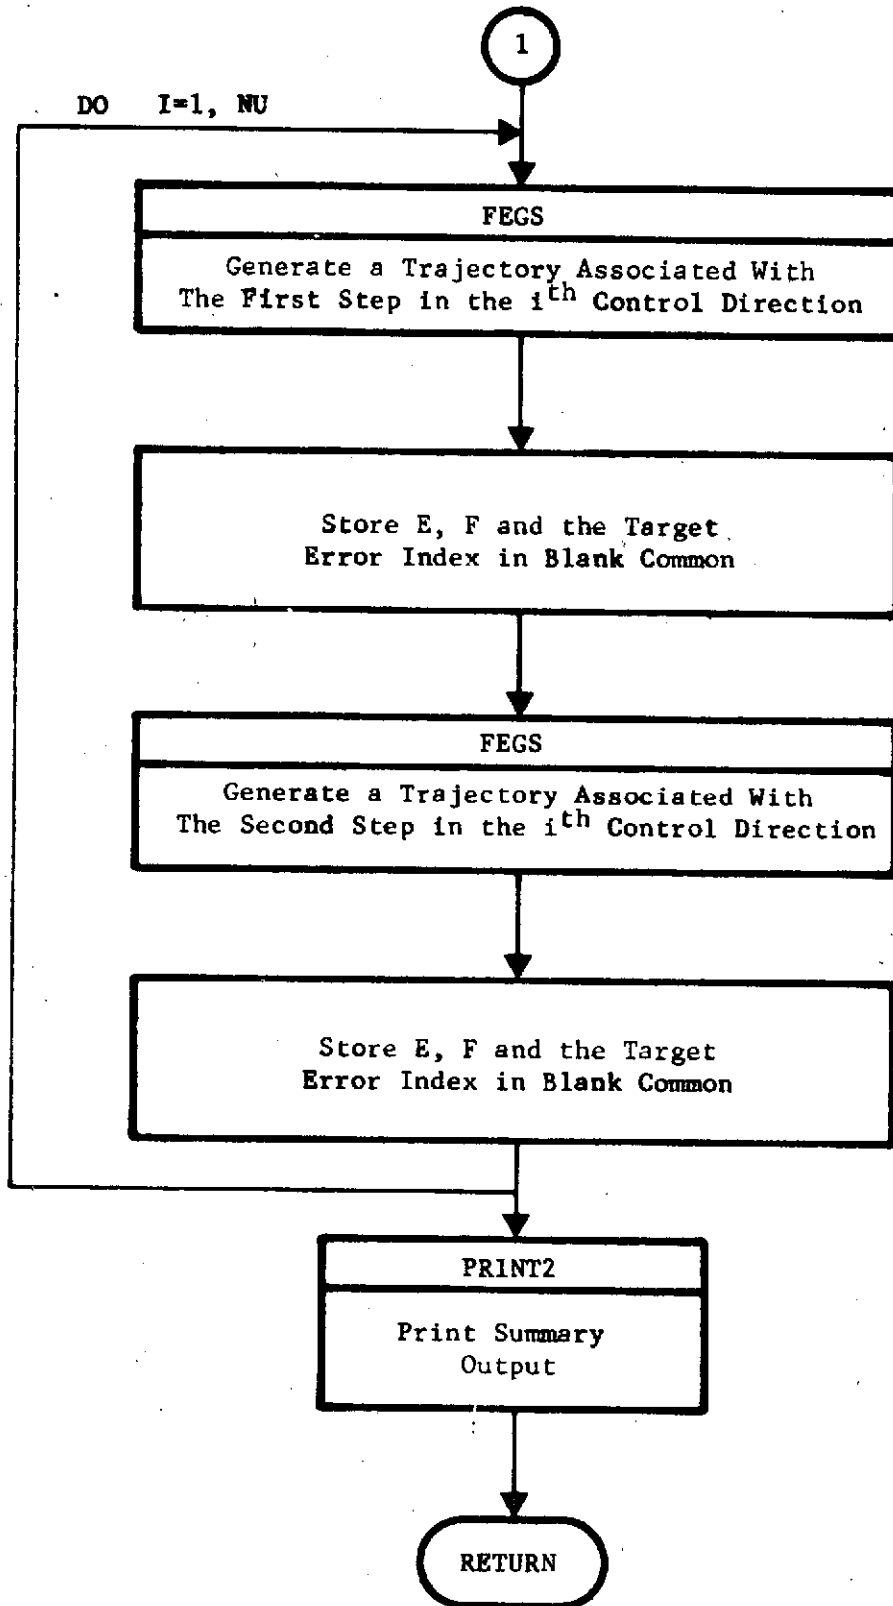 1
DO I=1, NU
FEGS
Generate a Trajectory Associated With
The First Step in the iᵗʰ Control Direction
Store E, F and the Target
Error Index in Blank Common
FEGS
Generate a Trajectory Associated With
The Second Step in the iᵗʰ Control Direction
Store E, F and the Target
Error Index in Blank Common
PRINT2
Print Summary
Output
RETURN